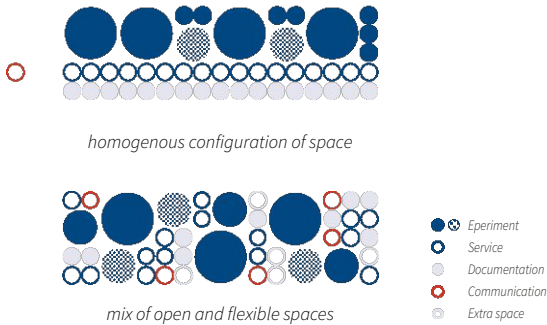 homogenous configuration of space
mix of open and flexible spaces
Eperiment
Service
Documentation
Communication
Extra space